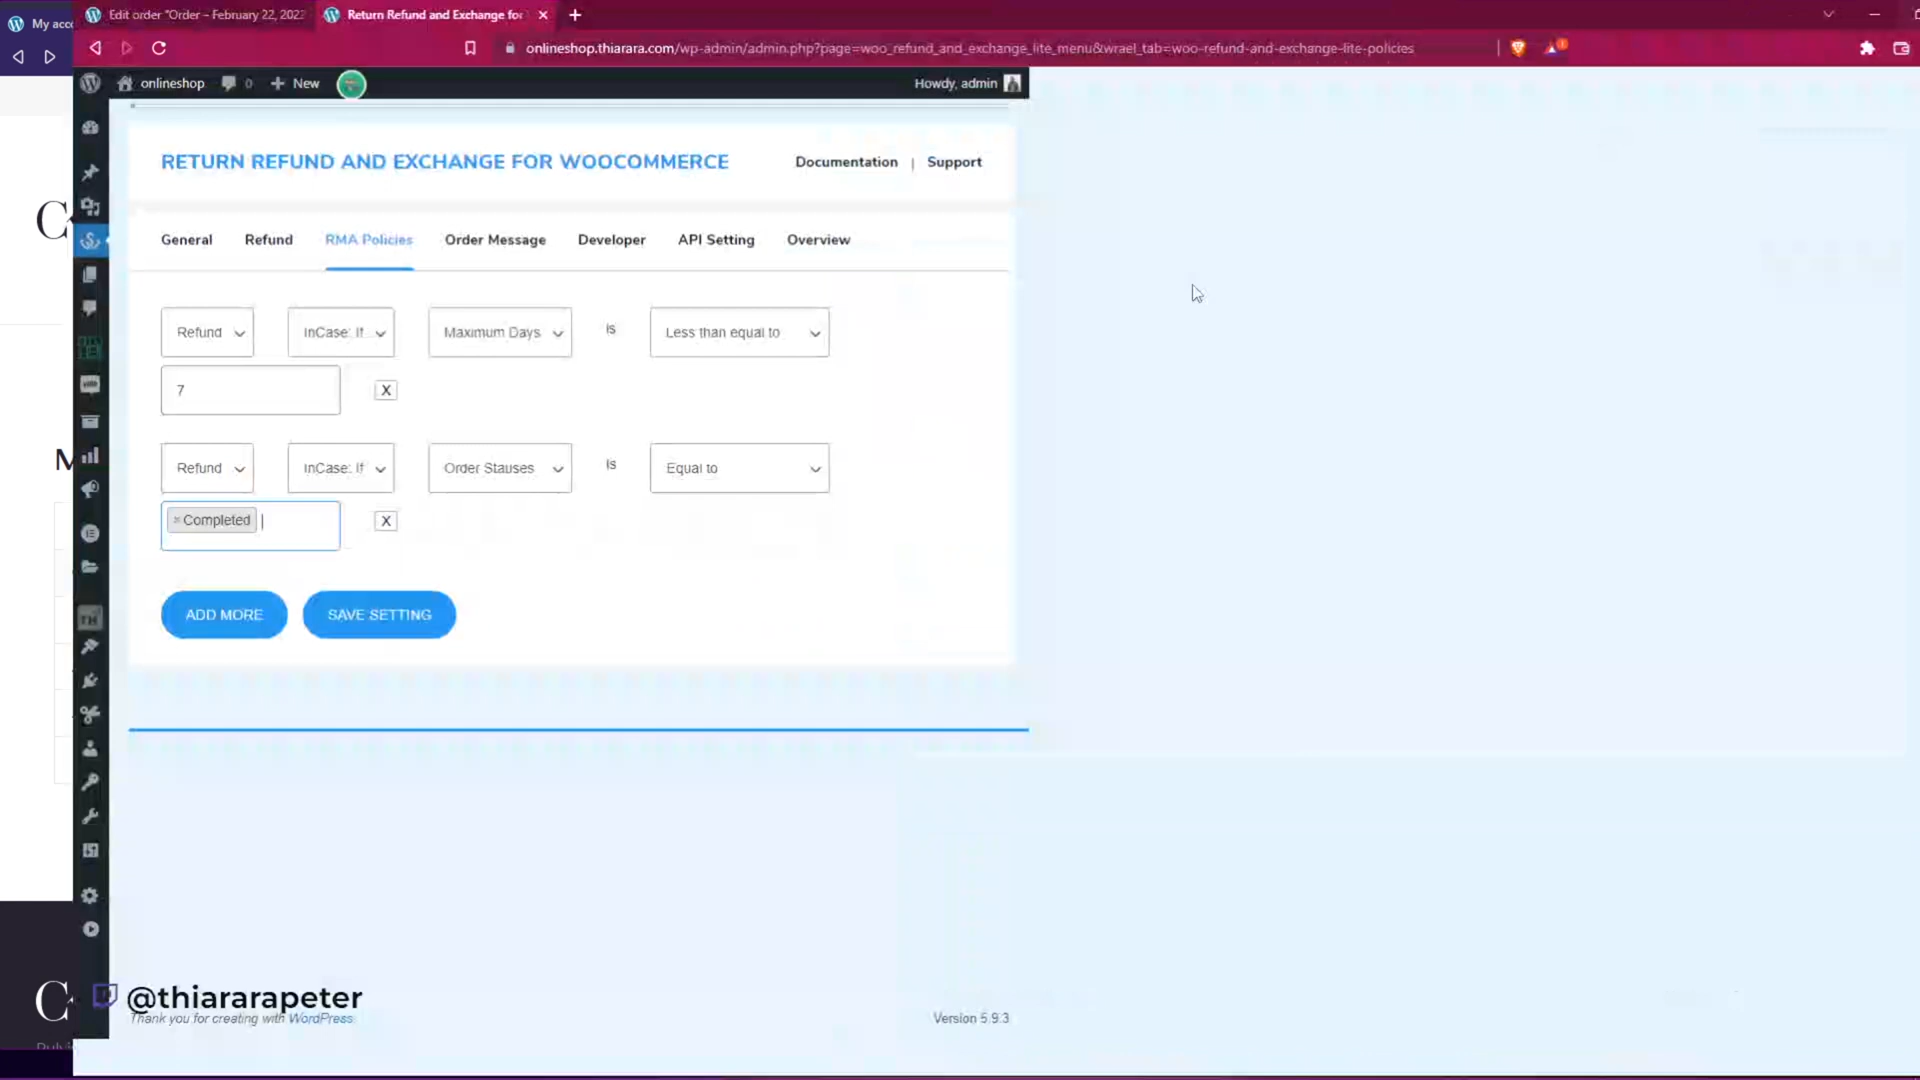 My acc
Edit order "Order – February 22, 2022
Return Refund and Exchange for
onlineshop.thiarara.com/wp-admin/admin.php?page=woo_refund_and_exchange_lite_menu&wrael_tab=woo-refund-and-exchange-lite-policies
onlineshop
0
New
Howdy, admin
RETURN REFUND AND EXCHANGE FOR WOOCOMMERCE
Documentation | Support
General
Refund
RMA Policies
Order Message
Developer
API Setting
Overview
Refund
InCase: If
Maximum Days
is
Less than equal to
7
X
Refund
InCase: If
Order Stauses
is
Equal to
× Completed
X
ADD MORE
SAVE SETTING
@thiararapeter
Thank you for creating with WordPress
Version 5.9.3